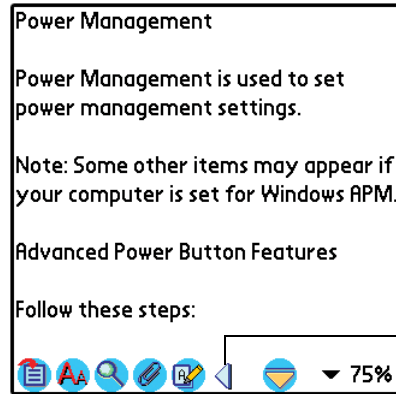 Power Management
Power Management is used to set
power management settings.
Note: Some other items may appear if
your computer is set for Windows APM.
Advanced Power Button Features
Follow these steps:
75%